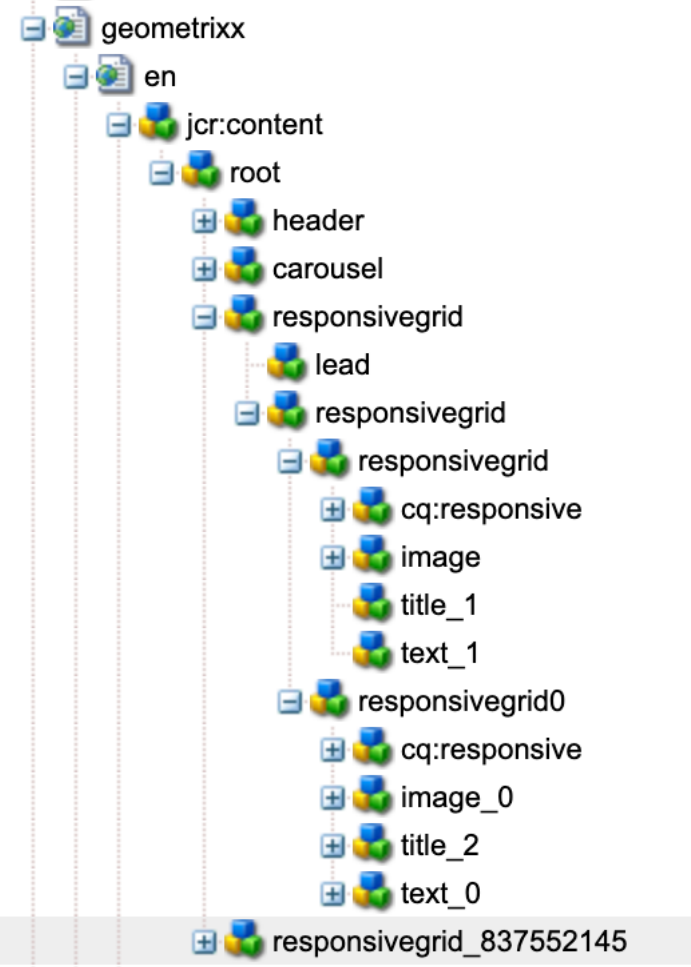 geometrixx
en
jcr:content
root
header
carousel
responsivegrid
lead
responsivegrid
responsivegrid
cq:responsive
image
title_1
text_1
responsivegrid0
cq:responsive
image_0
title_2
text_0
responsivegrid_837552145